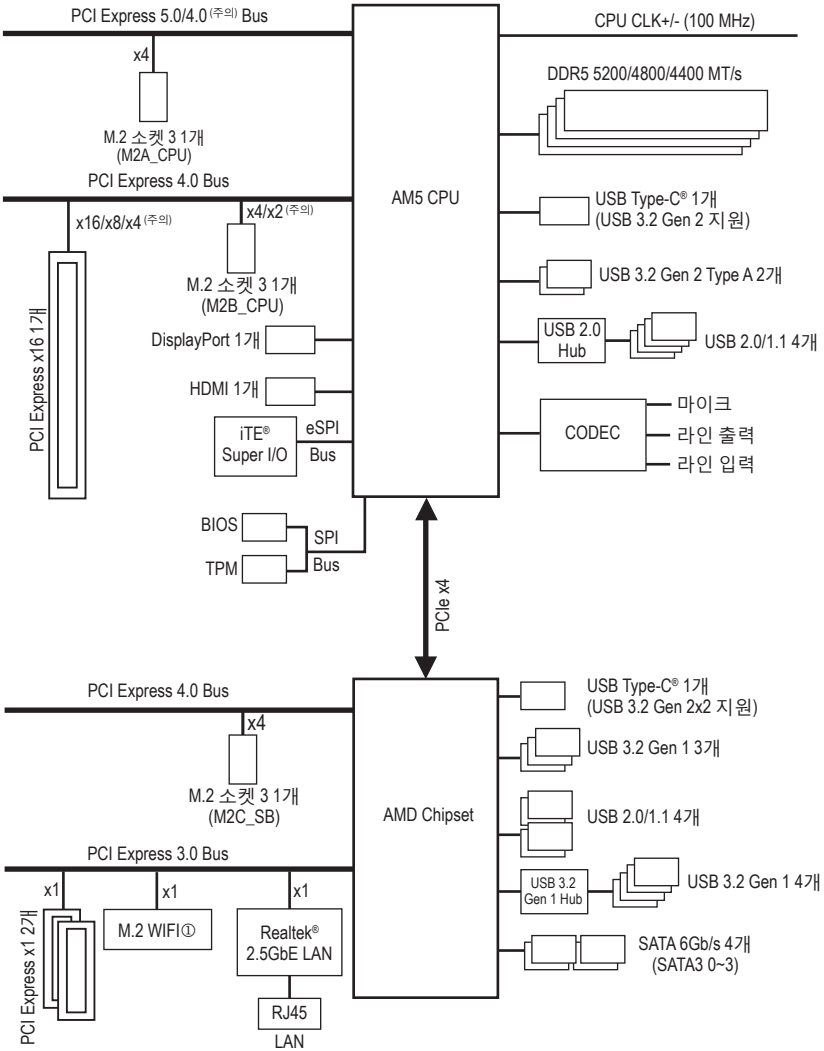 PCI Express 5.0/4.0 (주의) Bus
CPU CLK+/- (100 MHz)
x4
M.2 소켓 3 1개
(M2A_CPU)
DDR5 5200/4800/4400 MT/s
PCI Express 4.0 Bus
AM5 CPU
x16/x8/x4 (주의)
x4/x2 (주의)
PCI Express x16 1개
M.2 소켓 3 1개
(M2B_CPU)
USB Type-C® 1개
(USB 3.2 Gen 2 지원)
USB 3.2 Gen 2 Type A 2개
DisplayPort 1개
USB 2.0
Hub
USB 2.0/1.1 4개
HDMI 1개
iTE®
Super I/O
eSPI
Bus
CODEC
마이크
라인 출력
라인 입력
BIOS
TPM
SPI
Bus
PCIe x4
PCI Express 4.0 Bus
x4
M.2 소켓 3 1개
(M2C_SB)
AMD Chipset
USB Type-C® 1개
(USB 3.2 Gen 2x2 지원)
USB 3.2 Gen 1 3개
USB 2.0/1.1 4개
PCI Express 3.0 Bus
x1
x1
x1
PCI Express x1 2개
M.2 WIFI①
Realtek®
2.5GbE LAN
RJ45
LAN
USB 3.2
Gen 1 Hub
USB 3.2 Gen 1 4개
SATA 6Gb/s 4개
(SATA3 0~3)